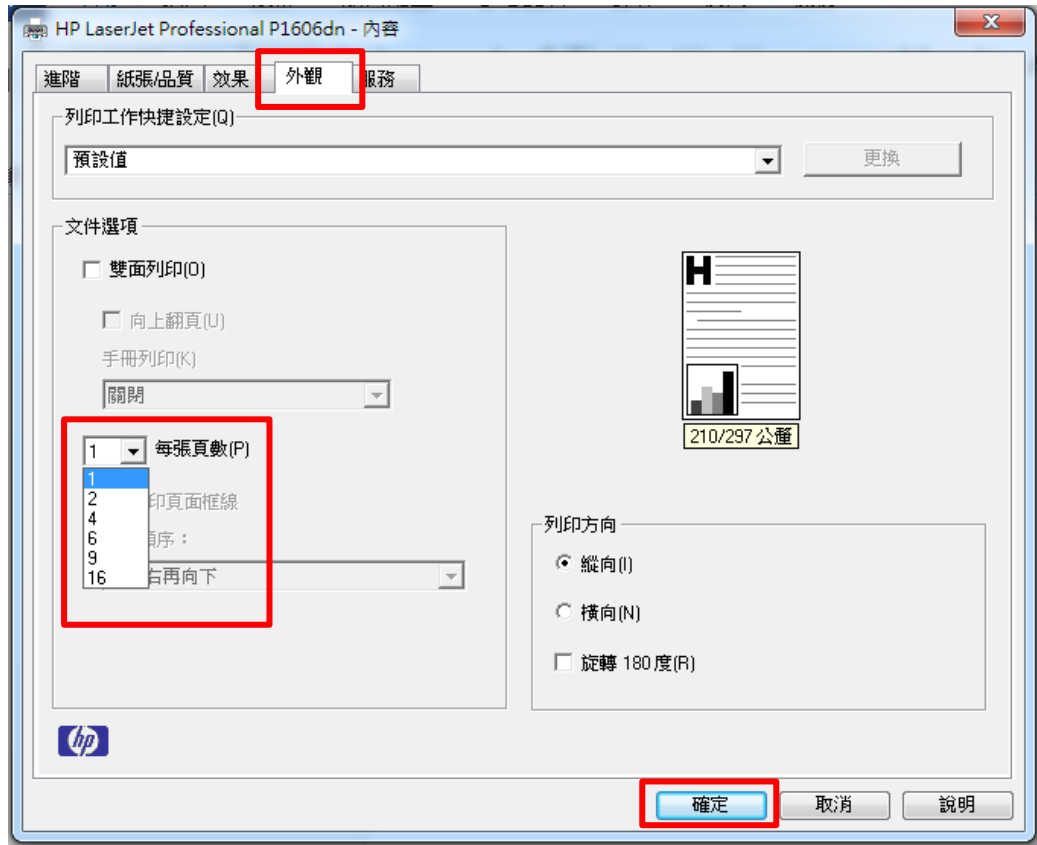 HP LaserJet Professional P1606dn - 內容
進階 紙張/品質 效果 外觀 服務
列印工作快捷設定(Q)
預設值 更換
文件選項
雙面列印(O)
向上翻頁(U)
手冊列印(K)
關閉
1 每張頁數(P)
1
2 印頁面框線
4
6 順序：
9
16 右再向下
H
210/297 公釐
列印方向
縱向(I)
橫向(N)
旋轉 180 度(R)
hp
確定 取消 說明